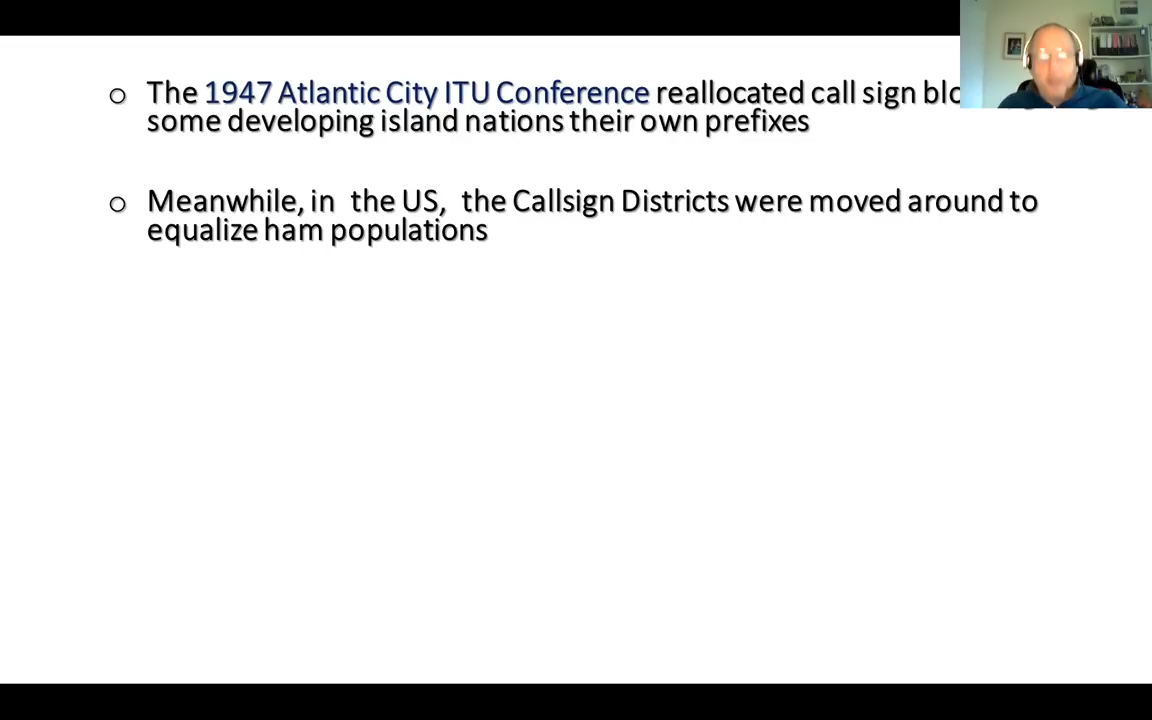 o The 1947 Atlantic City ITU Conference reallocated call sign
some developing island nations their own prefixes
o Meanwhile, in the US, the Callsign Districts were moved around to
equalize ham populations